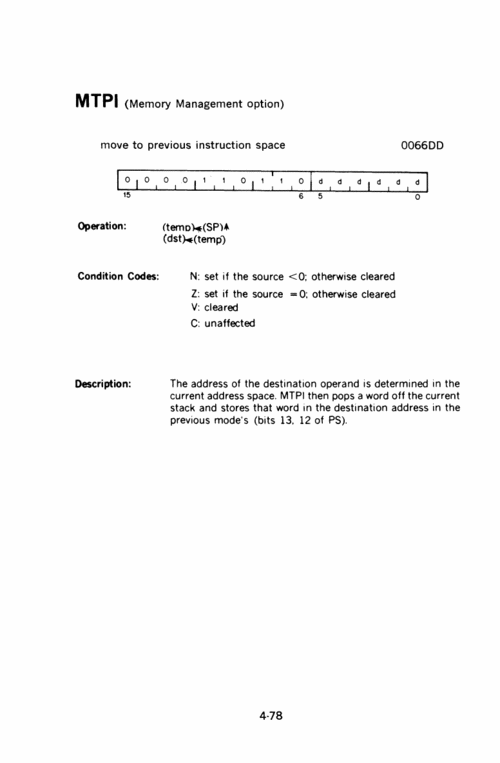 MTPI (Memory Management option)
move to previous instruction space 0066DD
0 0 0 0 1 1 0 1 1 0 d d d d d d
15 6 5 0
Operation: (temp)←(SP)↑
(dst)←(temp)
Condition Codes: N: set if the source <0; otherwise cleared
Z: set if the source =0; otherwise cleared
V: cleared
C: unaffected
Description: The address of the destination operand is determined in the
current address space. MTPI then pops a word off the current
stack and stores that word in the destination address in the
previous mode's (bits 13, 12 of PS).
4-78